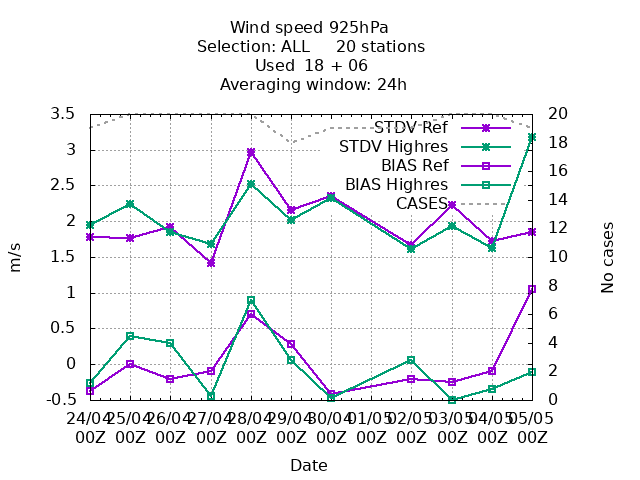 Wind speed 925hPa
Selection: ALL     20 stations
Used  18 + 06
Averaging window: 24h
3.5
3
2.5
2
1.5
1
0.5
0
-0.5
m/s
20
18
16
14
12
10
8
6
4
2
0
No cases
STDV Ref
STDV Highres
BIAS Ref
BIAS Highres
CASES
24/04 25/04 26/04 27/04 28/04 29/04 30/04 01/05 02/05 03/05 04/05 05/05
00Z 00Z 00Z 00Z 00Z 00Z 00Z 00Z 00Z 00Z 00Z 00Z
Date